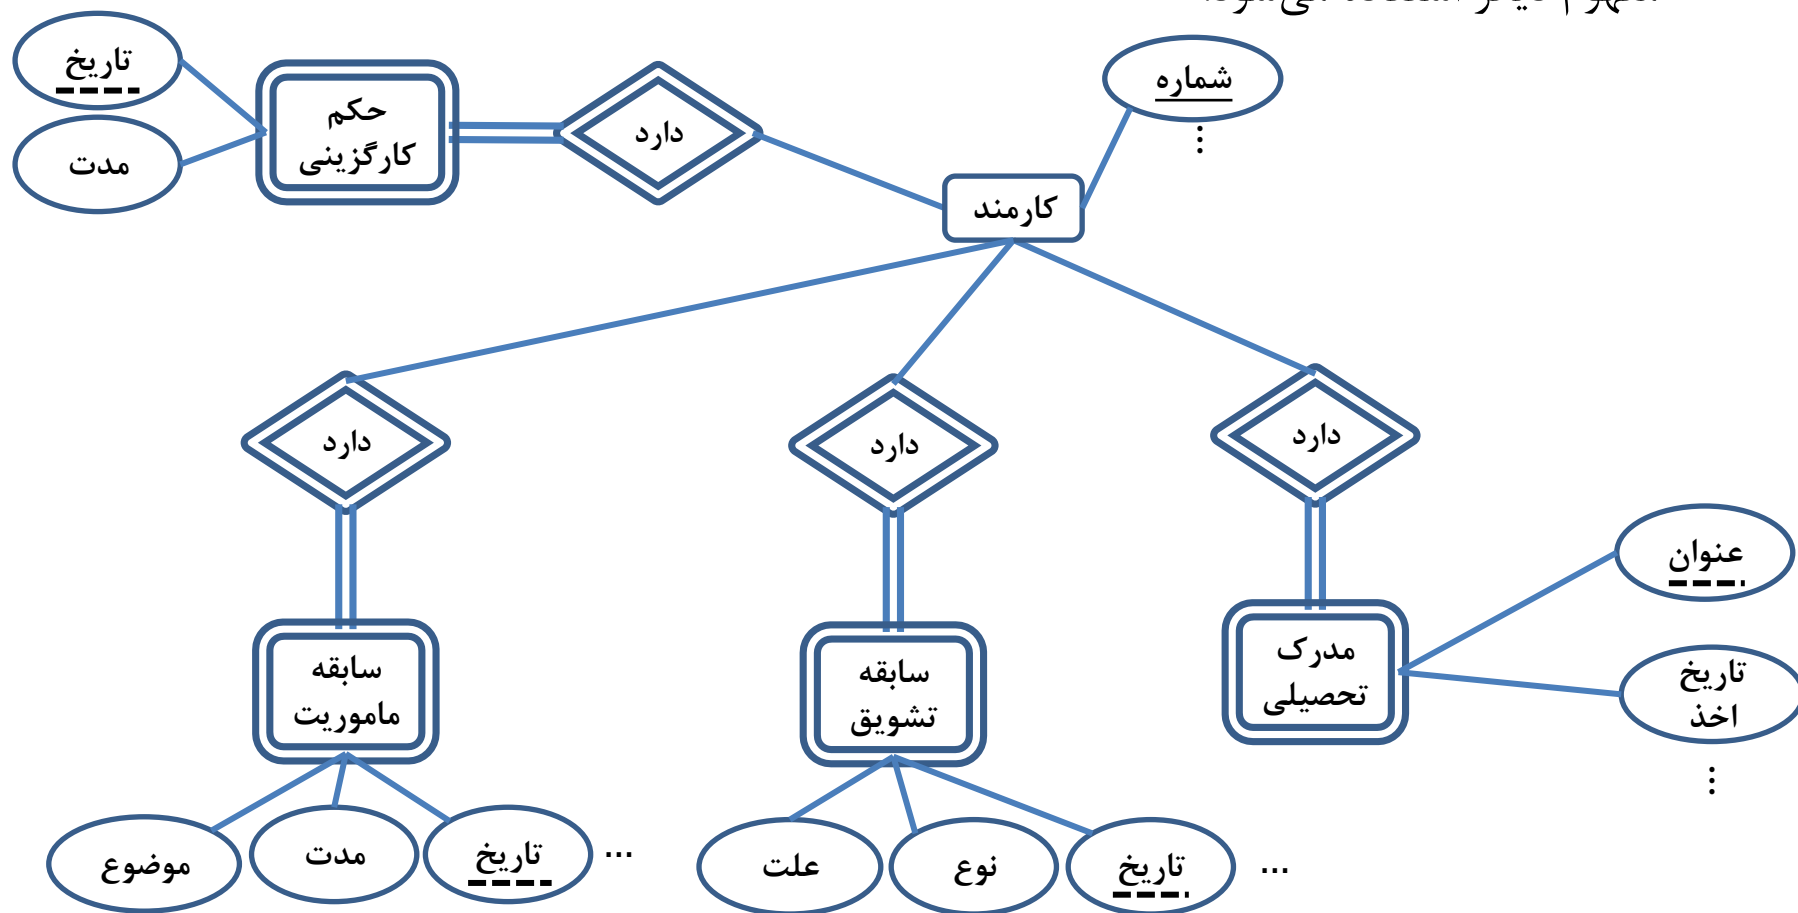 تاریخ
مدت
حکم
کارگزینی
دارد
شماره
⋮
کارمند
دارد
دارد
دارد
سابقه
ماموریت
سابقه
تشویق
مدرک
تحصیلی
عنوان
تاریخ
اخذ
⋮
موضوع
مدت
تاریخ
...
علت
نوع
تاریخ
...